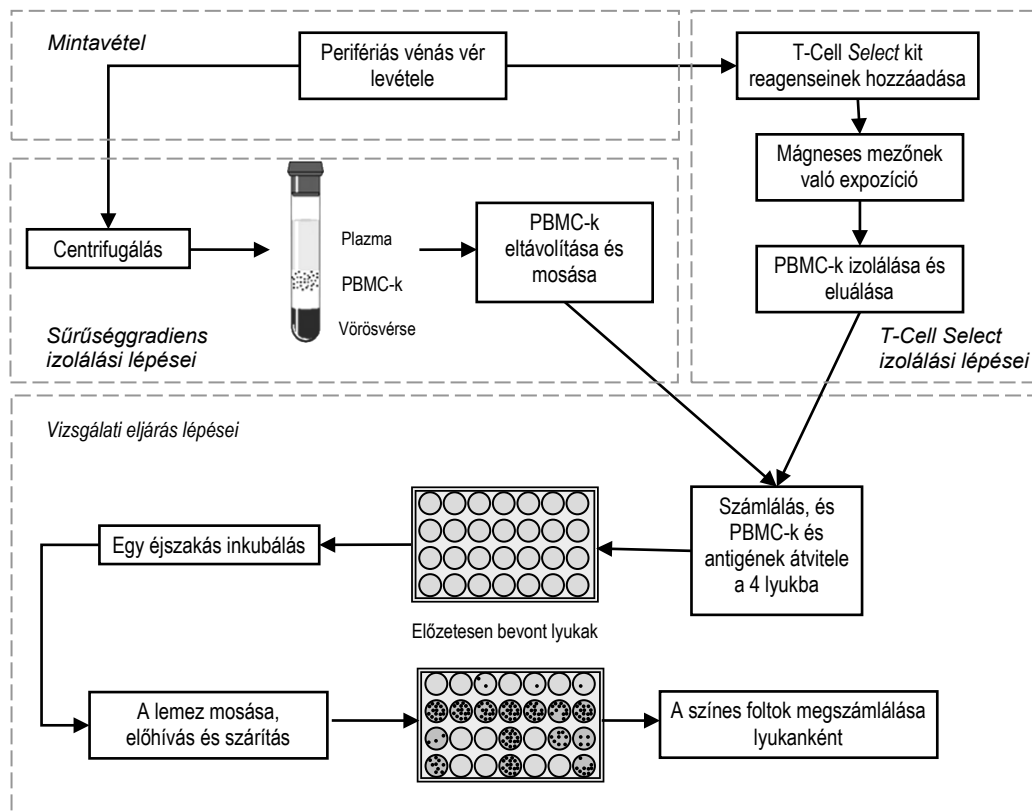 Mintavétel
Perifériás vénás vér
levétele
T-Cell Select kit
reagenseinek hozzáadása
Mágneses mezőnek
való expozíció
PBMC-k izolálása és
eluálása
T-Cell Select
izolálási lépései
Centrifugálás
Plazma
PBMC-k
Vörösvérse
PBMC-k
eltávolítása és
mosása
Sűrűséggradiens
izolálási lépései
Vizsgálati eljárás lépései
Számlálás, és
PBMC-k és
antigének átvitele
a 4 lyukba
Egy éjszakás inkubálás
Előzetesen bevont lyukak
A lemez mosása,
előhívás és szárítás
A színes foltok megszámlálása
lyukanként